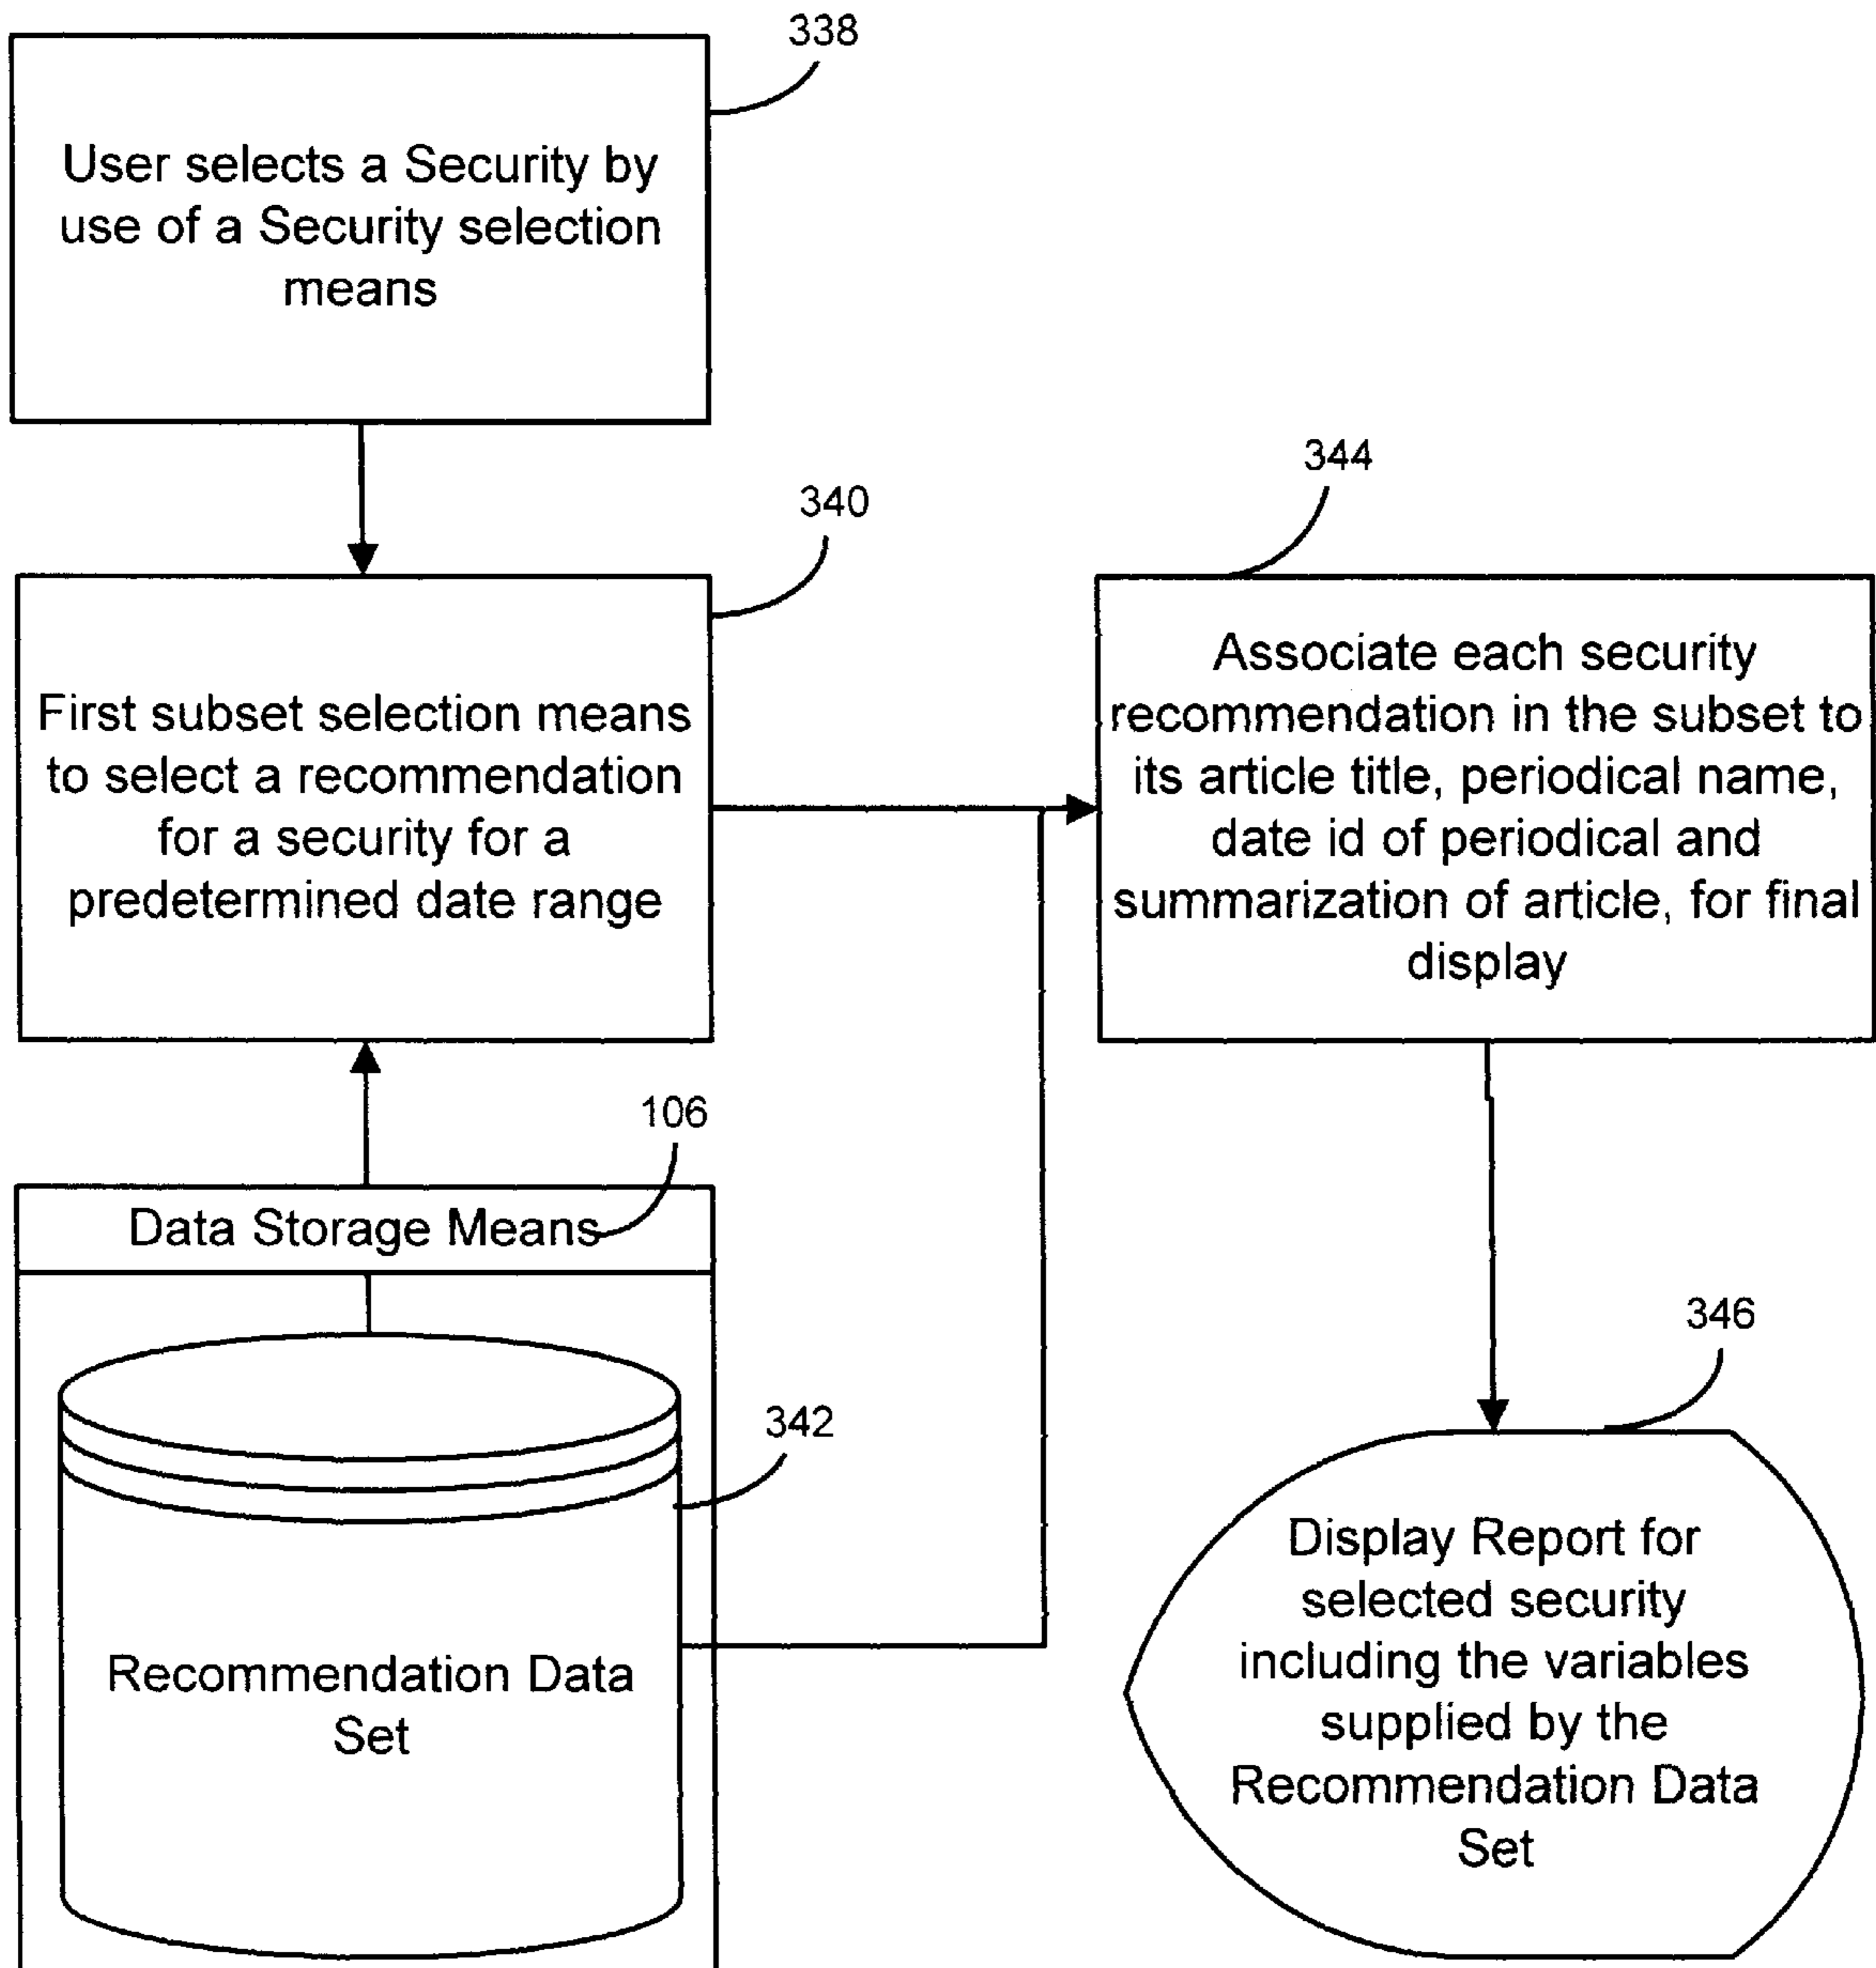 338
User selects a Security by
use of a Security selection
means
340
First subset selection means
to select a recommendation
for a security for a
predetermined date range
344
Associate each security
recommendation in the subset to
its article title, periodical name,
date id of periodical and
summarization of article, for final
display
106
Data Storage Means
342
Recommendation Data
Set
346
Display Report for
selected security
including the variables
supplied by the
Recommendation Data
Set